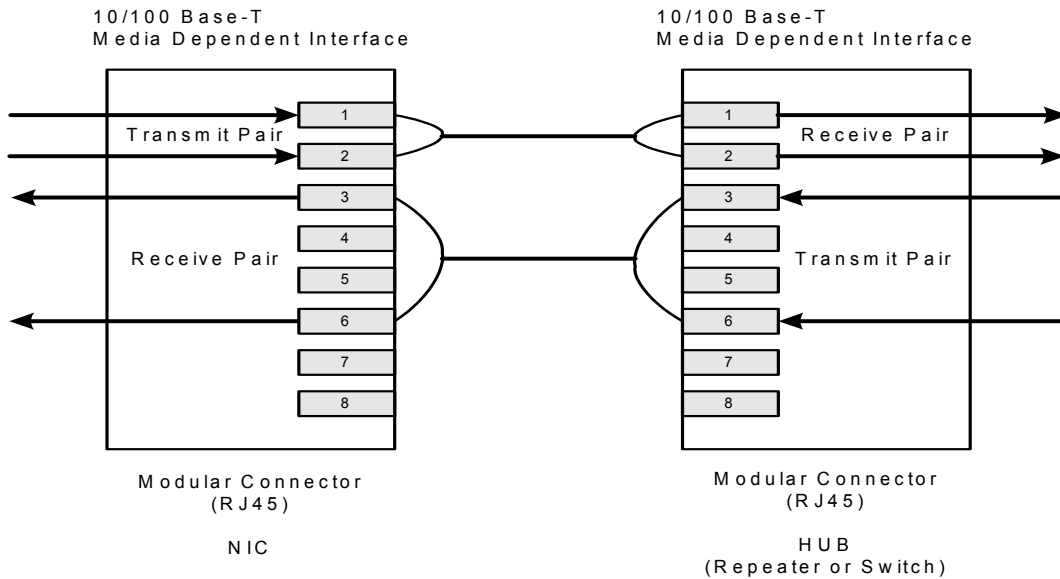 10/100 Base-T
Media Dependent Interface
10/100 Base-T
Media Dependent Interface
1
Transmit Pair
2
3
4
Receive Pair
5
6
7
8
1
Receive Pair
2
3
4
Transmit Pair
5
6
7
8
Modular Connector
(RJ45)
NIC
Modular Connector
(RJ45)
HUB
(Repeater or Switch)